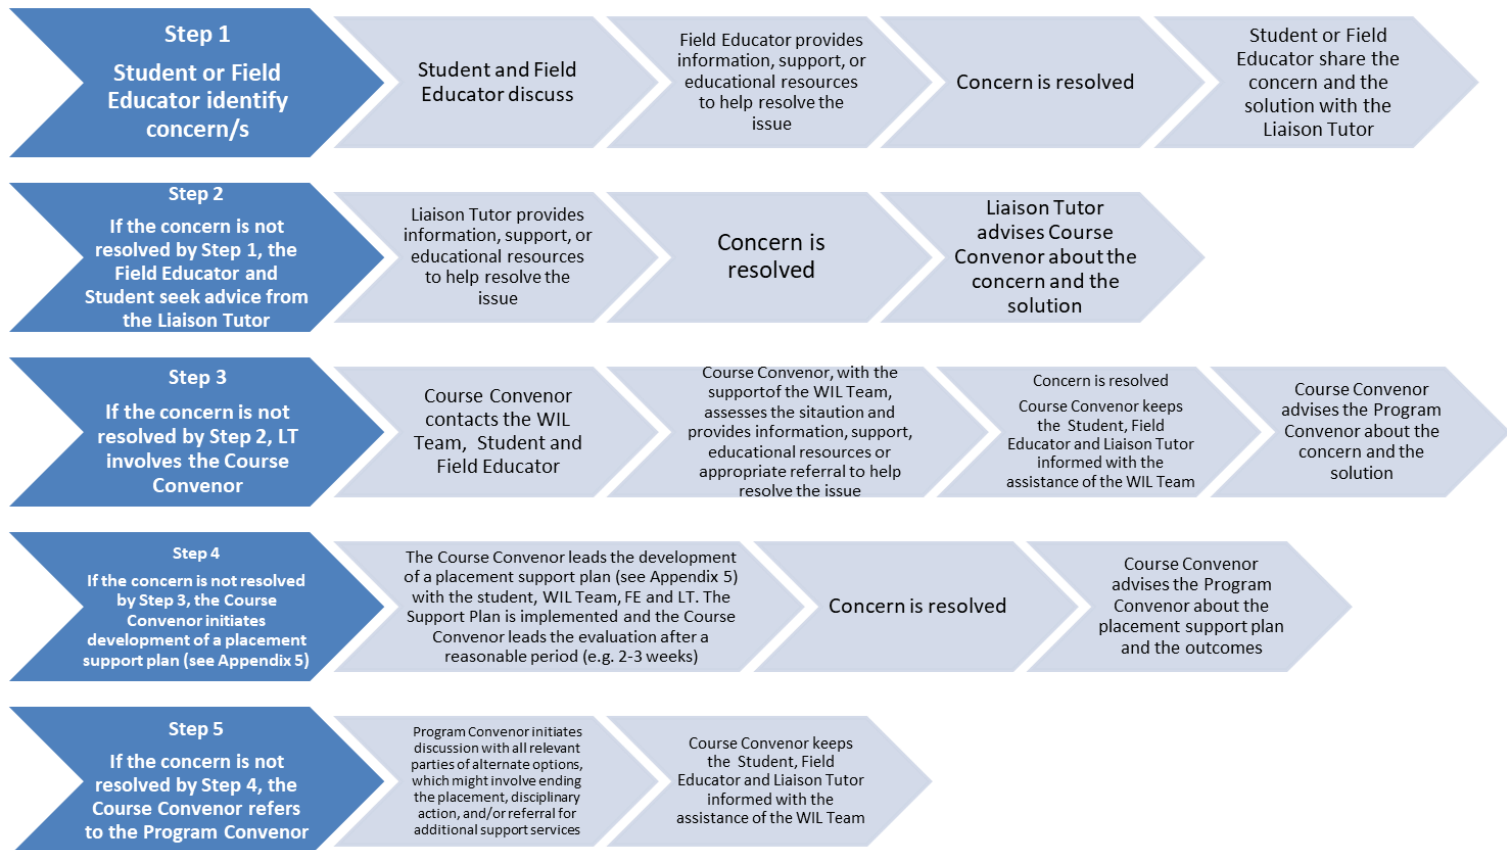 Step 1
Student or Field
Educator identify
concern/s
Student and Field
Educator discuss
Field Educator provides
information, support, or
educational resources
to help resolve the
issue
Concern is resolved
Student or Field
Educator share the
concern and the
solution with the
Liaison Tutor
Step 2
If the concern is not
resolved by Step 1, the
Field Educator and
Student seek advice from
the Liaison Tutor
Liaison Tutor provides
information, support, or
educational resources
to help resolve the
issue
Concern is
resolved
Liaison Tutor
advises Course
Convenor about the
concern and the
solution
Step 3
If the concern is not
resolved by Step 2, LT
involves the Course
Convenor
Course Convenor
contacts the WIL
Team, Student and
Field Educator
Course Convenor, with the
supportof the WIL Team,
assesses the sitaution and
provides information, support,
educational resources or
appropriate referral to help
resolve the issue
Concern is resolved
Course Convenor keeps
the Student, Field
Educator and Liaison Tutor
informed with the
assistance of the WIL Team
Course Convenor
advises the Program
Convenor about the
concern and the
solution
Step 4
If the concern is not resolved
by Step 3, the Course
Convenor initiates
development of a placement
support plan (see Appendix 5)
The Course Convenor leads the development
of a placement support plan (see Appendix 5)
with the student, WIL Team, FE and LT. The
Support Plan is implemented and the Course
Convenor leads the evaluation after a
reasonable period (e.g. 2-3 weeks)
Concern is resolved
Course Convenor
advises the Program
Convenor about the
placement support plan
and the outcomes
Step 5
If the concern is not
resolved by Step 4, the
Course Convenor refers
to the Program Convenor
Program Convenor initiates
discussion with all relevant
parties of alternate options,
which might involve ending
the placement, disciplinary
action, and/or referral for
additional support services
Course Convenor keeps
the Student, Field
Educator and Liaison Tutor
informed with the
assistance of the WIL Team